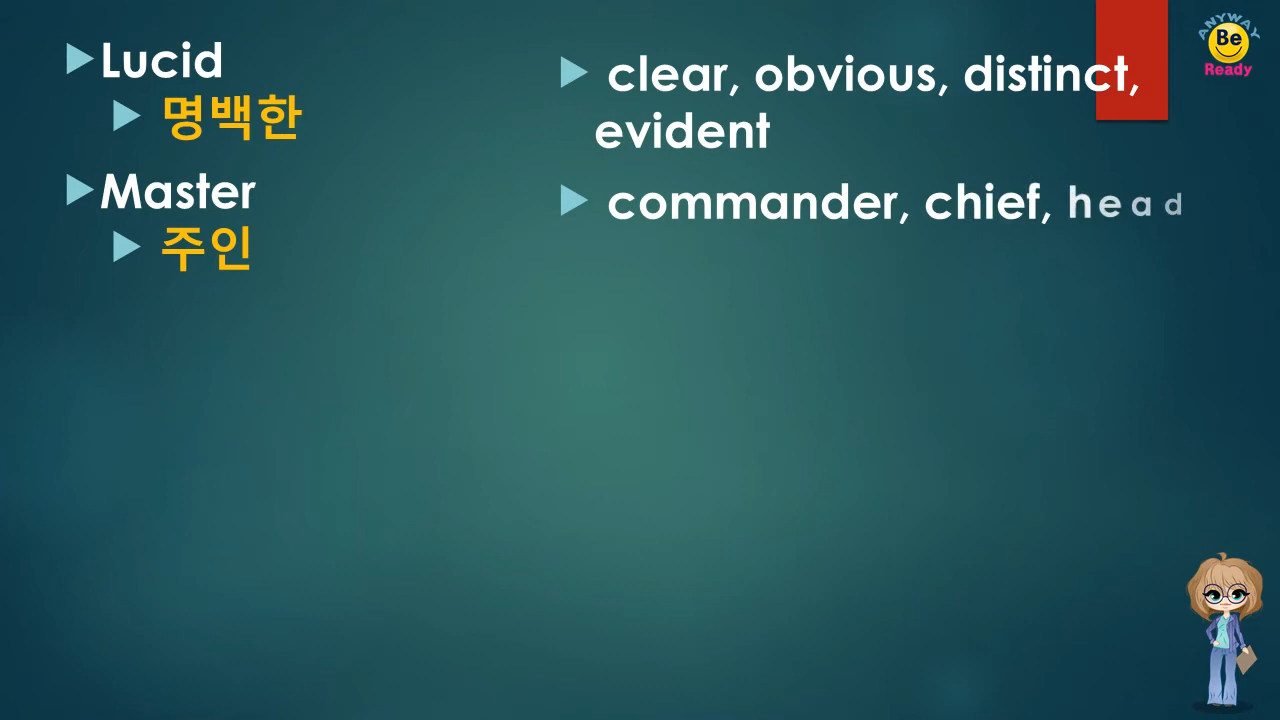 Lucid
명백한
Master
주인
clear, obvious, distinct,
evident
commander, chief, head
ANYWAY
Be
Ready